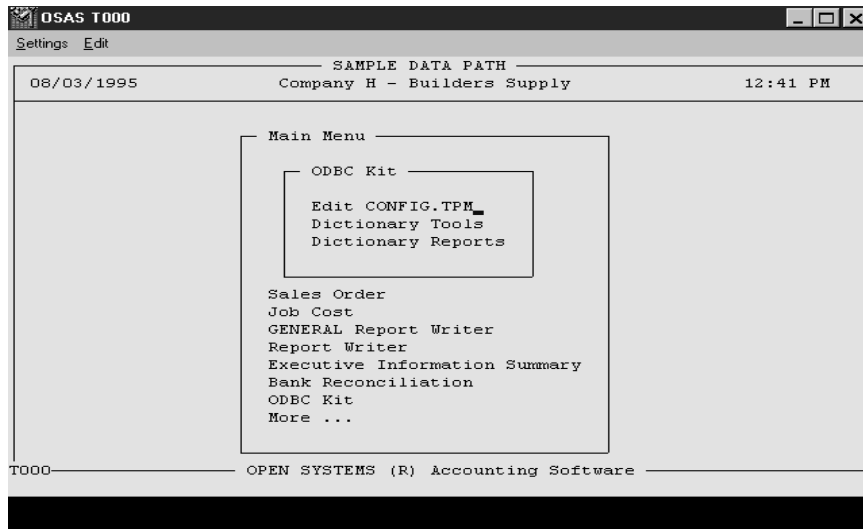 OSAS T000
Settings Edit
SAMPLE DATA PATH
08/03/1995 Company H - Builders Supply 12:41 PM
Main Menu
ODBC Kit
Edit CONFIG.TPM_
Dictionary Tools
Dictionary Reports
Sales Order
Job Cost
GENERAL Report Writer
Report Writer
Executive Information Summary
Bank Reconciliation
ODBC Kit
More ...
T000 OPEN SYSTEMS (R) Accounting Software